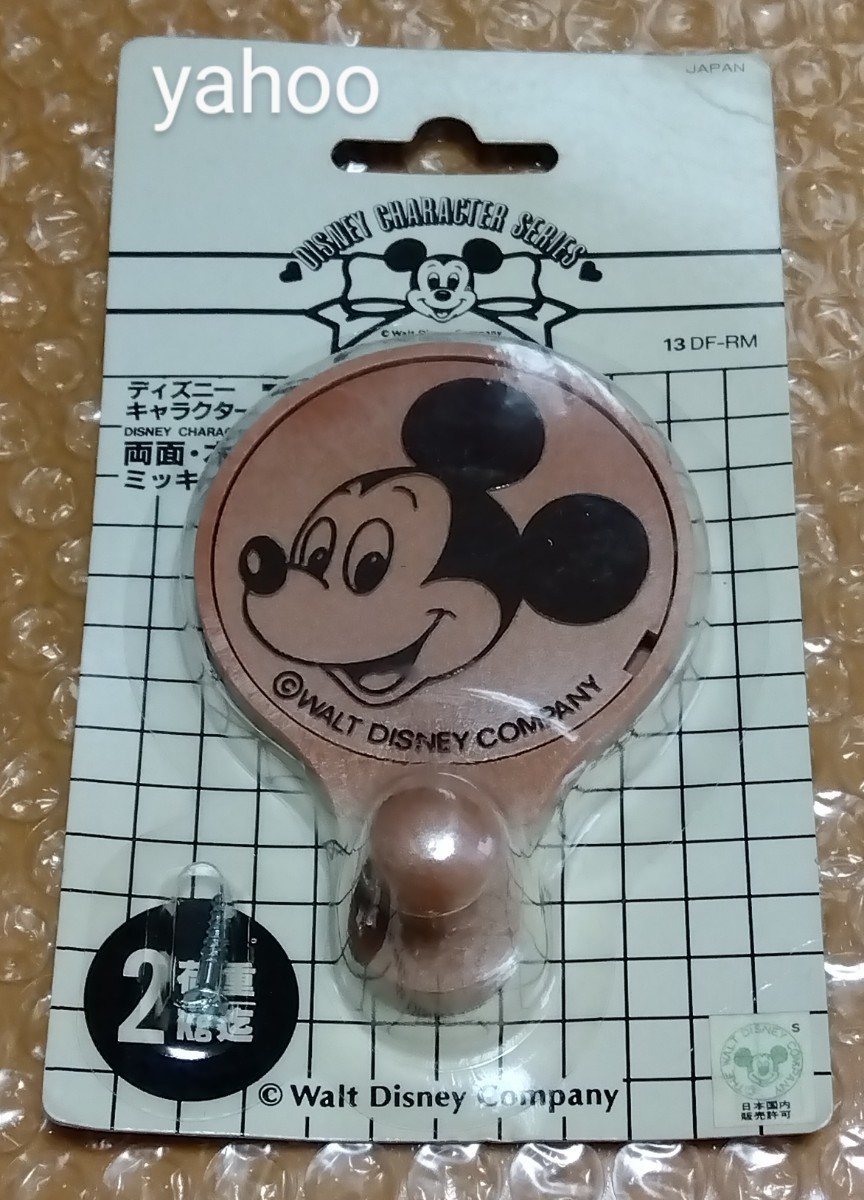 yahoo
JAPAN
DISNEY CHARACTER SERIES
© Walt Disney Company
13 DF-RM
ディズニー
キャラクター
DISNEY CHARAC
両面・
ミッキ
© WALT DISNEY COMPANY
2 荷重
kg迄
© Walt Disney Company
S
© THE WALT DISNEY COMPANY
日本国内
販売許可